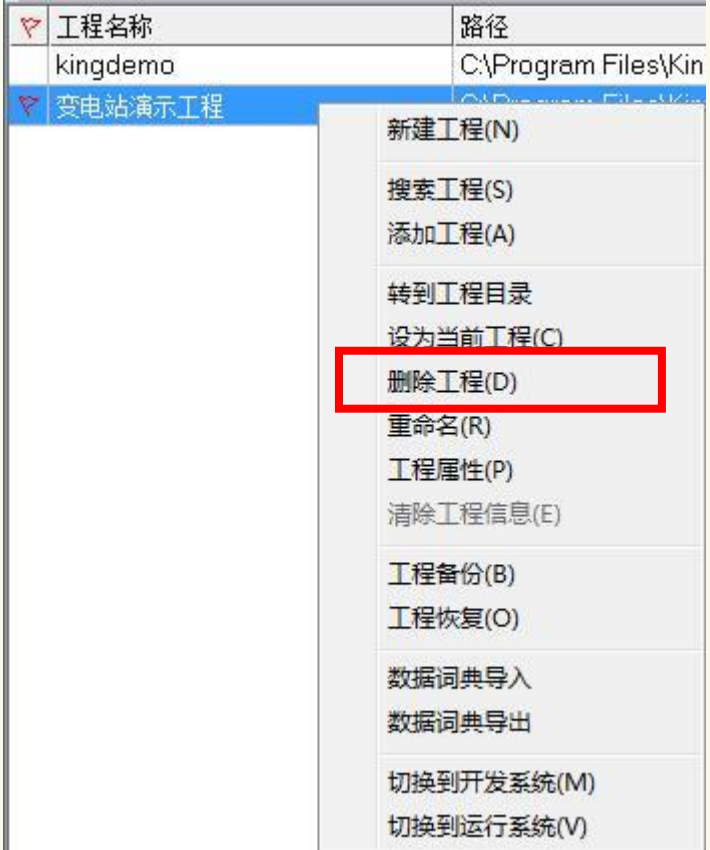 工程名称 路径
kingdemo C:\Program Files\Kin
变电站演示工程
新建工程(N)
搜索工程(S)
添加工程(A)
转到工程目录
设为当前工程(C)
删除工程(D)
重命名(R)
工程属性(P)
清除工程信息(E)
工程备份(B)
工程恢复(O)
数据词典导入
数据词典导出
切换到开发系统(M)
切换到运行系统(V)